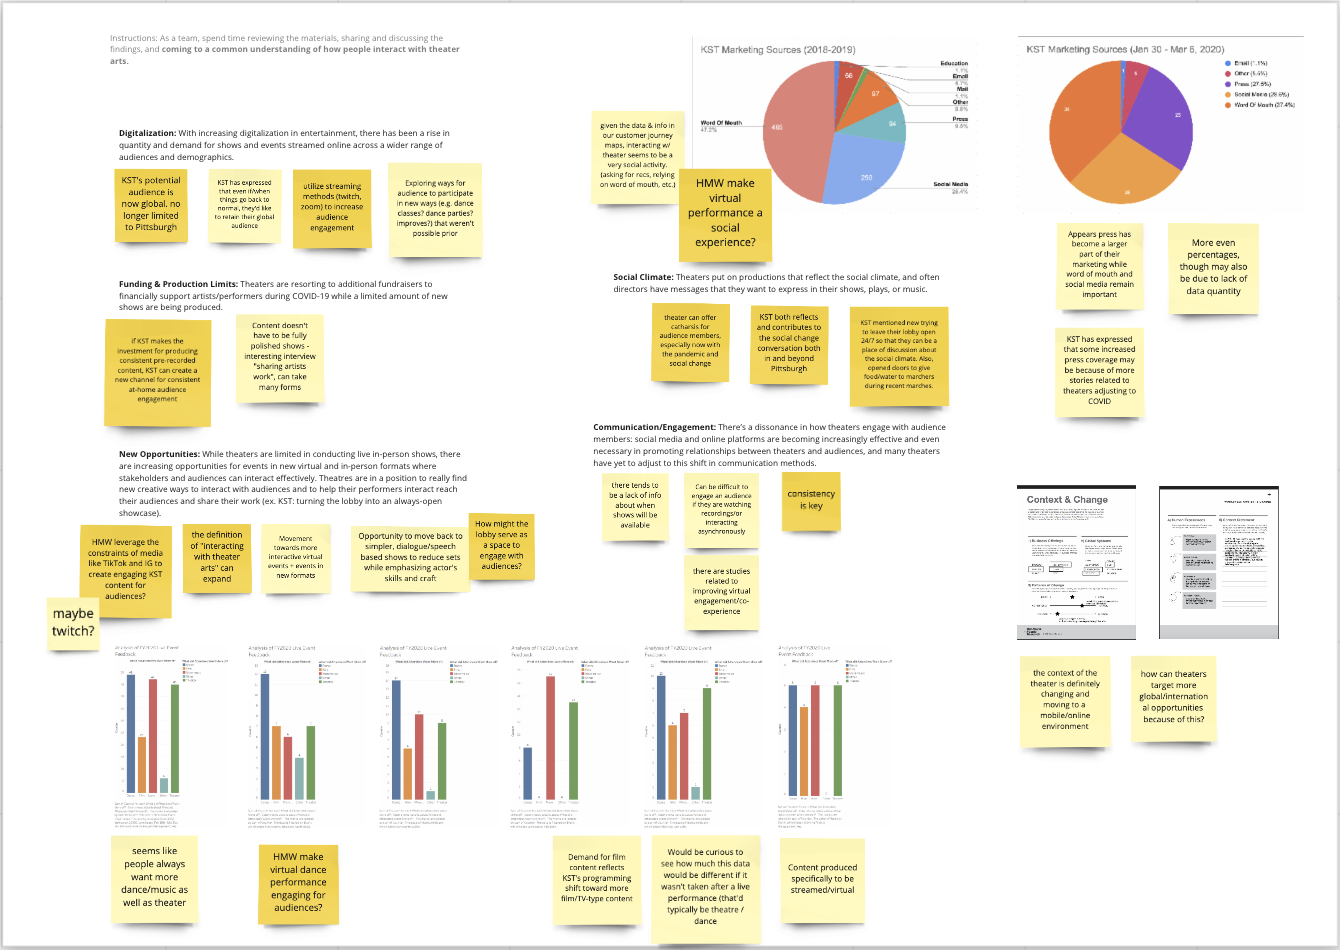 Instructions: As a team, spend time reviewing the materials, sharing and discussing the
findings, and coming to a common understanding of how people interact with theater
arts.
Digitalization: With increasing digitalization in entertainment, there has been a rise in
quantity and demand for shows and events streamed online across a wider range of
audiences and demographics.
KST's potential
audience is
now global. no
longer limited
to Pittsburgh
KST has expressed
that even if/when
things go back to
normal, they'd like
to retain their global
audience
utilize streaming
methods (twitch,
zoom) to increase
audience
engagement
Exploring ways for
audience to participate
in new ways (e.g. dance
classes? dance parties?
improves?) that weren't
possible prior
Funding & Production Limits: Theaters are resorting to additional fundraisers to
financially support artists/performers during COVID-19 while a limited amount of new
shows are being produced.
if KST makes the
investment for producing
consistent pre-recorded
content, KST can create a
new channel for consistent
at-home audience
engagement
Content doesn't
have to be fully
polished shows -
interesting interview
"sharing artists
work", can take
many forms
New Opportunities: While theaters are limited in conducting live in-person shows, there
are increasing opportunities for events in new virtual and in-person formats where
stakeholders and audiences can interact effectively. Theatres are in a position to really find
new creative ways to interact with audiences and to help their performers interact reach
their audiences and share their work (ex. KST: turning the lobby into an always-open
showcase).
HMW leverage the
constraints of media
like TikTok and IG to
create engaging KST
content for
audiences?
maybe
twitch?
the definition
of "interacting
with theater
arts" can
expand
Movement
towards more
interactive virtual
events + events in
new formats
Opportunity to move back to
simpler, dialogue/speech
based shows to reduce sets
while emphasizing actor's
skills and craft
How might the
lobby serve as
a space to
engage with
audiences?
KST Marketing Sources (2018-2019)
Education
1.1%
Email
Mail
1.1%
Other
Press
Social Media
Word Of Mouth
47.2%
66
87
94
250
465
given the data & info in
our customer journey
maps, interacting w/
theater seems to be a
very social activity.
(asking for recs, relying
on word of mouth, etc.)
HMW make
virtual
performance a
social
experience?
Social Climate: Theaters put on productions that reflect the social climate, and often
directors have messages that they want to express in their shows, plays, or music.
theater can offer
catharsis for
audience members,
especially now with
the pandemic and
social change
KST both reflects
and contributes to
the social change
conversation both
in and beyond
Pittsburgh
KST mentioned new trying
to leave their lobby open
24/7 so that they can be a
place of discussion about
the social climate. Also,
opened doors to give
food/water to marchers
during recent marches.
Communication/Engagement: There's a dissonance in how theaters engage with audience
members: social media and online platforms are becoming increasingly effective and even
necessary in promoting relationships between theaters and audiences, and many theaters
have yet to adjust to this shift in communication methods.
there tends to
be a lack of info
about when
shows will be
available
Can be difficult to
engage an audience
if they are watching
recordings/or
interacting
asynchronously
consistency
is key
there are studies
related to
improving virtual
engagement/co-
experience
KST Marketing Sources (Jan 30 - Mar 6, 2020)
Email (1.1%)
Other (5.5%)
Press (27.5%)
Social Media (28.6%)
Word Of Mouth (37.4%)
Appears press has
become a larger
part of their
marketing while
word of mouth and
social media remain
important
More even
percentages,
though may also
be due to lack of
data quantity
KST has expressed
that some increased
press coverage may
be because of more
stories related to
theaters adjusting to
COVID
Context & Change
the context of the
theater is definitely
changing and
moving to a
mobile/online
environment
how can theaters
target more
global/internation
al opportunities
because of this?
Analysis of FY2020 Live Event
Feedback
Analysis of FY2020 Live Event
Feedback
Analysis of FY2020 Live Event
Feedback
Analysis of FY2020 Live Event
Feedback
Analysis of FY2020 Live Event
Feedback
seems like
people always
want more
dance/music as
well as theater
HMW make
virtual dance
performance
engaging for
audiences?
Demand for film
content reflects
KST's programming
shift toward more
film/TV-type content
Would be curious to
see how much this data
would be different if it
wasn't taken after a live
performance (that'd
typically be theatre /
dance
Content produced
specifically to be
streamed/virtual